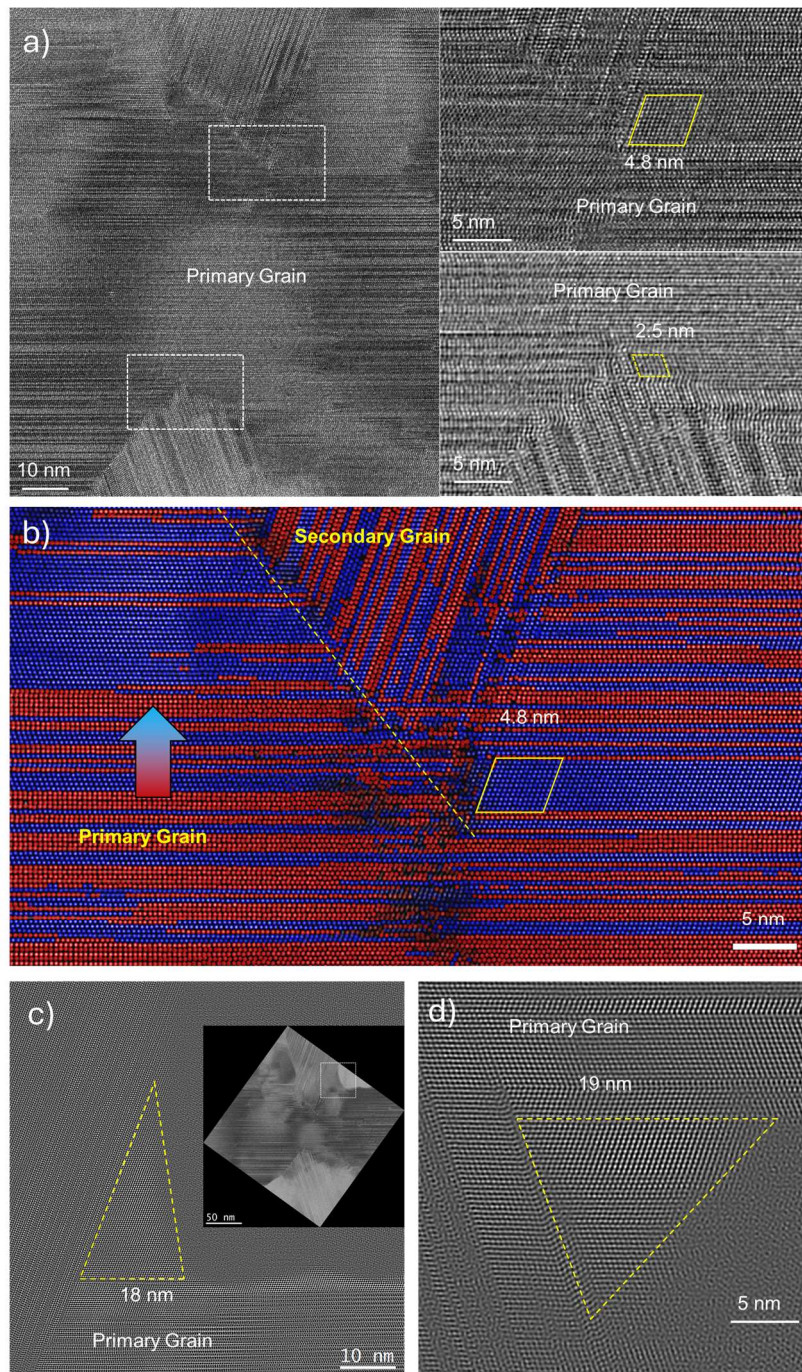 a)
Primary Grain
10 nm
4.8 nm
Primary Grain
5 nm
Primary Grain
2.5 nm
5 nm
b)
Secondary Grain
4.8 nm
Primary Grain
5 nm
c)
50 nm
18 nm
Primary Grain
10 nm
d)
Primary Grain
19 nm
5 nm